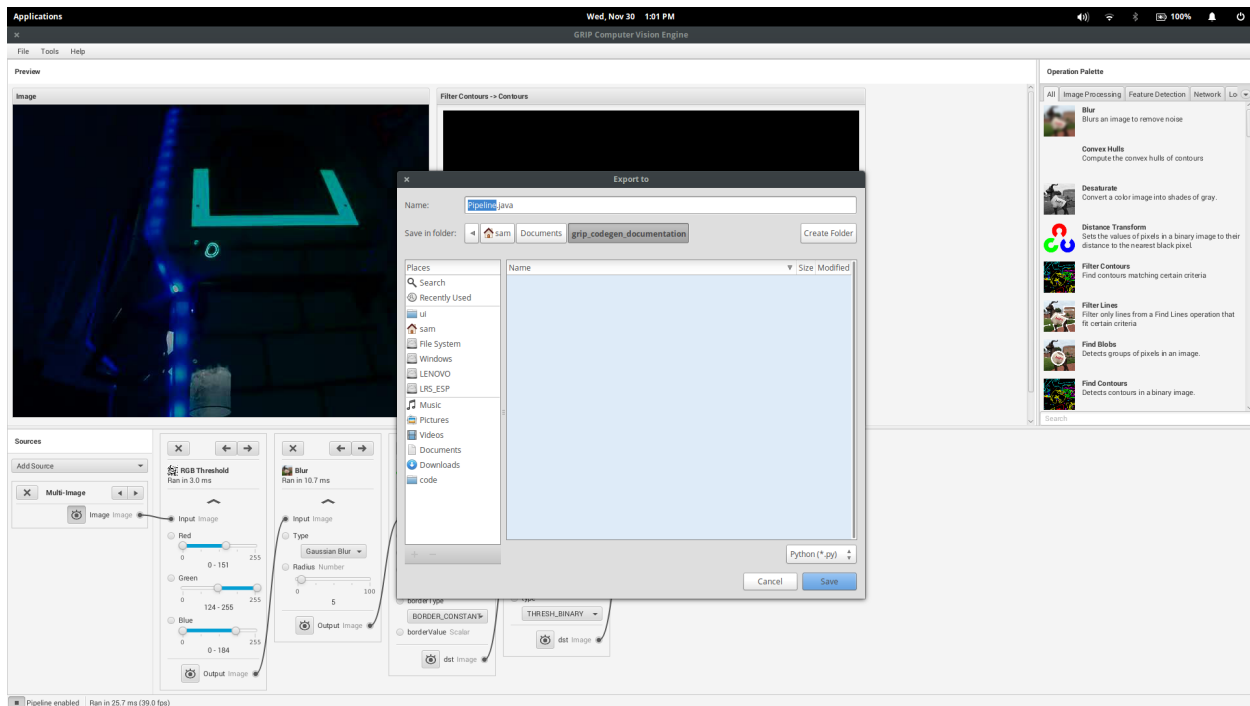 Applications
Wed, Nov 30 1:01 PM
100%
GRIP Computer Vision Engine
File Tools Help
Preview
Image
Filter Contours -> Contours
Export to
Name:
Pipeline.java
Save in folder:
sam
Documents
grip_codegen_documentation
Create Folder
Places
Search
Recently Used
ui
sam
File System
Windows
LENOVO
LRS_ESP
Music
Pictures
Videos
Documents
Downloads
code
Name
Size
Modified
Python (*.py)
Cancel
Save
Operation Palette
All
Image Processing
Feature Detection
Network
Lo
Blur
Blurs an image to remove noise
Convex Hulls
Compute the convex hulls of contours
Desaturate
Convert a color image into shades of gray.
Distance Transform
Sets the values of pixels in a binary image to their
distance to the nearest black pixel.
Filter Contours
Find contours matching certain criteria
Filter Lines
Filter only lines from a Find Lines operation that
fit certain criteria
Find Blobs
Detects groups of pixels in an image.
Find Contours
Detects contours in a binary image.
Search
Sources
Add Source
Multi-Image
Image Image
RGB Threshold
Ran in 3.0 ms
Input Image
Red
0 255
0 - 151
Green
0 255
124 - 255
Blue
0 255
0 - 184
Output Image
Blur
Ran in 10.7 ms
Input Image
Type
Gaussian Blur
Radius Number
0 100
5
Output Image
borderType
BORDER_CONSTANT
borderValue Scalar
dst Image
THRESH_BINARY
dst Image
Pipeline enabled
Ran in 25.7 ms (39.0 fps)